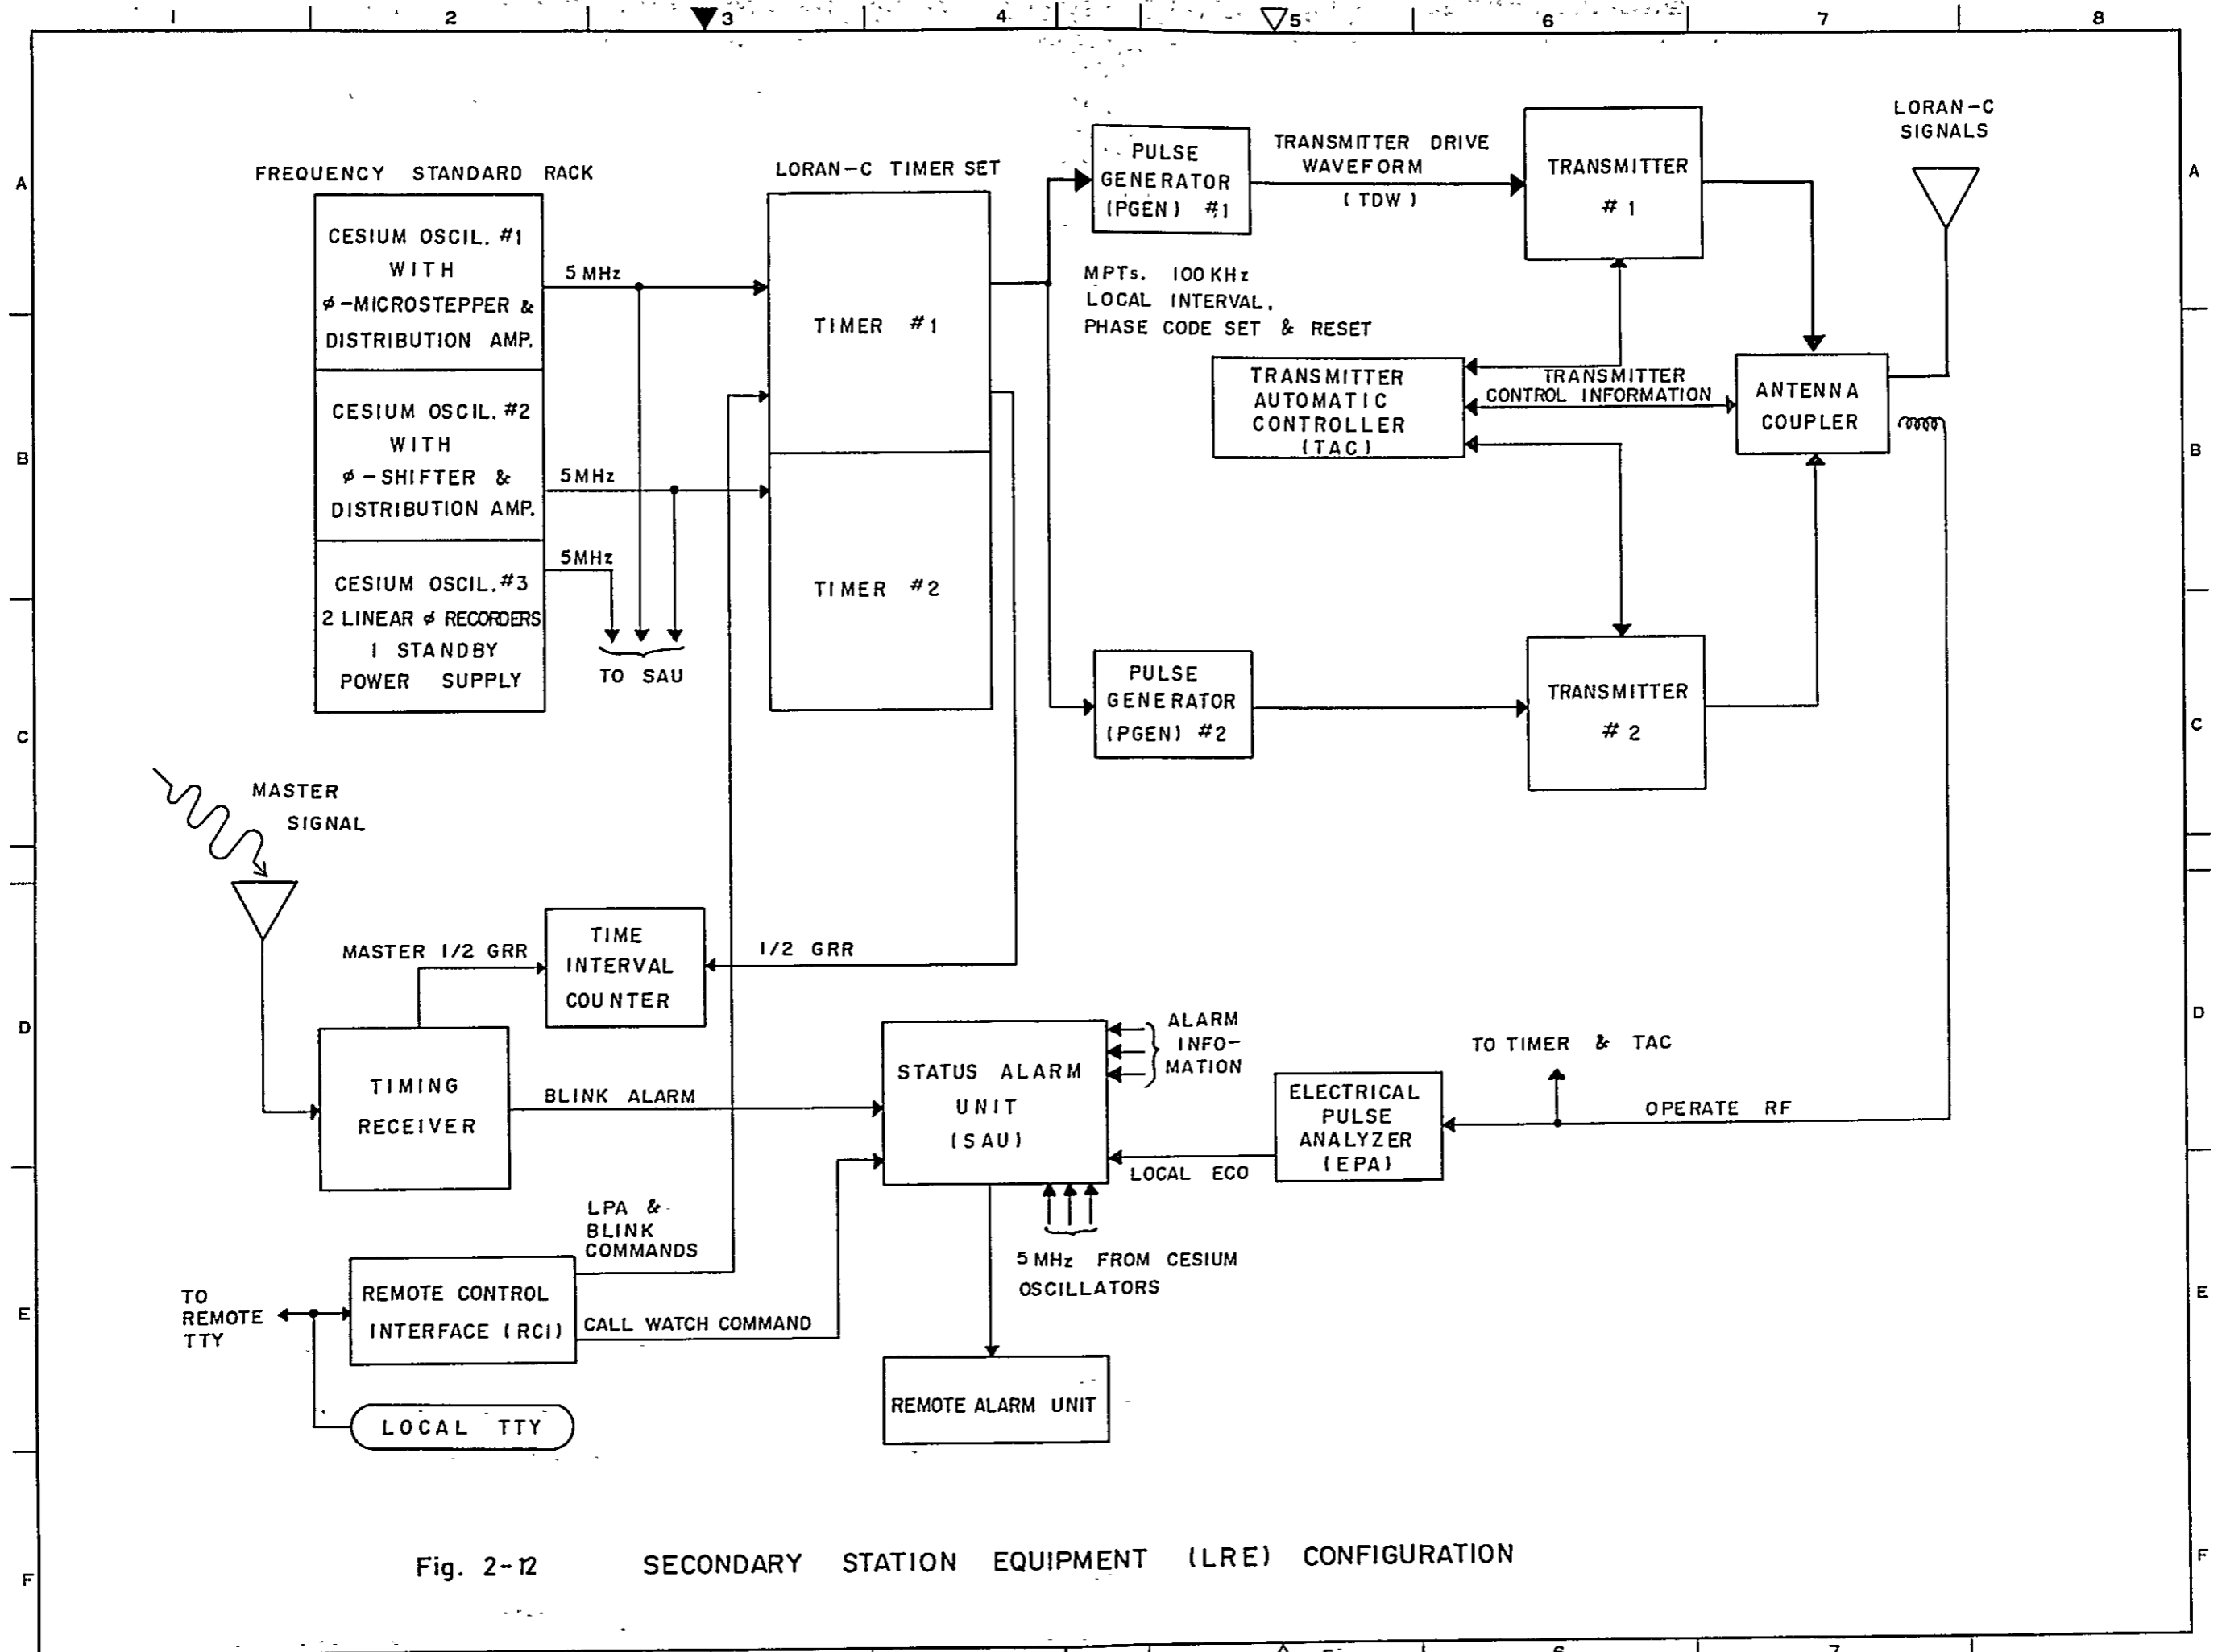 1 2 3 4 5 6 7 8
A
B
C
D
E
F
A
B
C
D
E
F
FREQUENCY STANDARD RACK
CESIUM OSCIL. #1
WITH
ϕ-MICROSTEPPER &
DISTRIBUTION AMP.
CESIUM OSCIL. #2
WITH
ϕ-SHIFTER &
DISTRIBUTION AMP.
CESIUM OSCIL. #3
2 LINEAR ϕ RECORDERS
1 STANDBY
POWER SUPPLY
5 MHz
5 MHz
5 MHz
TO SAU
LORAN-C TIMER SET
TIMER #1
TIMER #2
PULSE
GENERATOR
(PGEN) #1
TRANSMITTER DRIVE
WAVEFORM
(TDW)
TRANSMITTER
# 1
LORAN-C
SIGNALS
MPTs. 100 KHz
LOCAL INTERVAL,
PHASE CODE SET & RESET
TRANSMITTER
AUTOMATIC
CONTROLLER
(TAC)
TRANSMITTER
CONTROL INFORMATION
ANTENNA
COUPLER
PULSE
GENERATOR
(PGEN) #2
TRANSMITTER
# 2
MASTER
SIGNAL
MASTER 1/2 GRR
TIME
INTERVAL
COUNTER
1/2 GRR
TIMING
RECEIVER
BLINK ALARM
STATUS ALARM
UNIT
(SAU)
ALARM
INFO-
MATION
TO TIMER & TAC
ELECTRICAL
PULSE
ANALYZER
(EPA)
OPERATE RF
LOCAL ECO
LPA &
BLINK
COMMANDS
5 MHz FROM CESIUM
OSCILLATORS
TO
REMOTE
TTY
REMOTE CONTROL
INTERFACE (RCI)
CALL WATCH COMMAND
REMOTE ALARM UNIT
LOCAL TTY
Fig. 2-12 SECONDARY STATION EQUIPMENT (LRE) CONFIGURATION